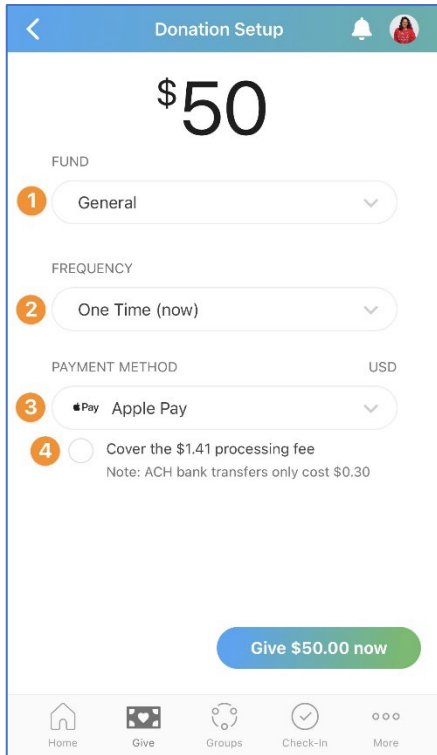 Donation Setup
$50
FUND
1 General
FREQUENCY
2 One Time (now)
PAYMENT METHOD USD
3 Pay Apple Pay
4 Cover the $1.41 processing fee
Note: ACH bank transfers only cost $0.30
Give $50.00 now
Home Give Groups Check-In More